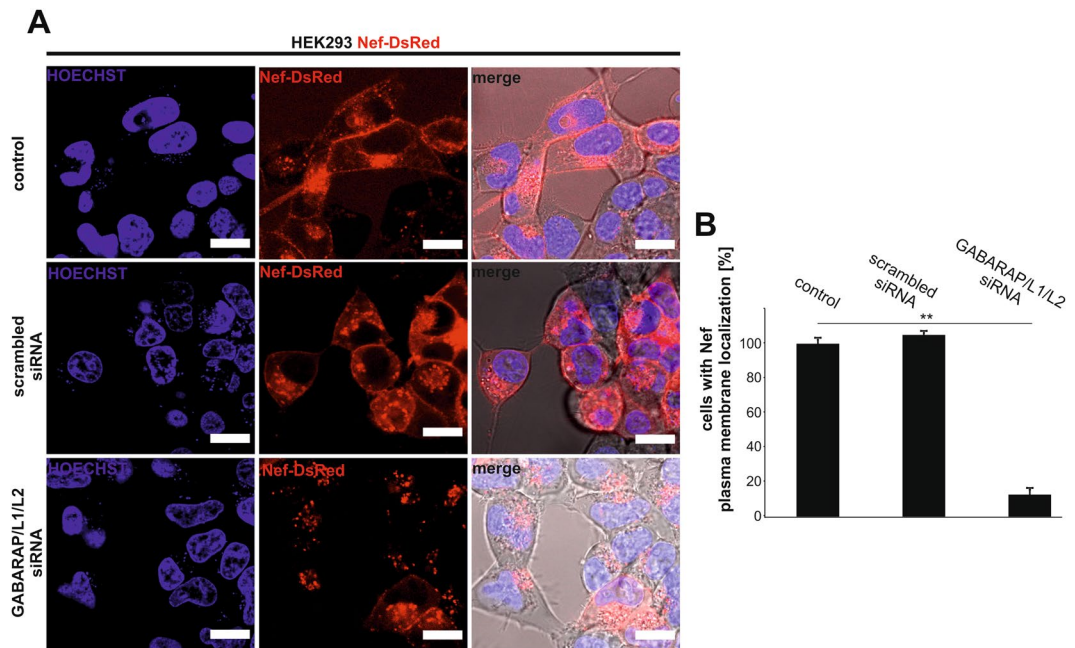 A
HEK293 Nef-DsRed
HOECHST
Nef-DsRed
merge
control
HOECHST
Nef-DsRed
merge
scrambled
siRNA
HOECHST
Nef-DsRed
merge
GABARAP/L1/L2
siRNA
B
control
scrambled
siRNA
GABARAP/L1/L2
siRNA
**
cells with Nef
plasma membrane localization [%]
100
80
60
40
20
0